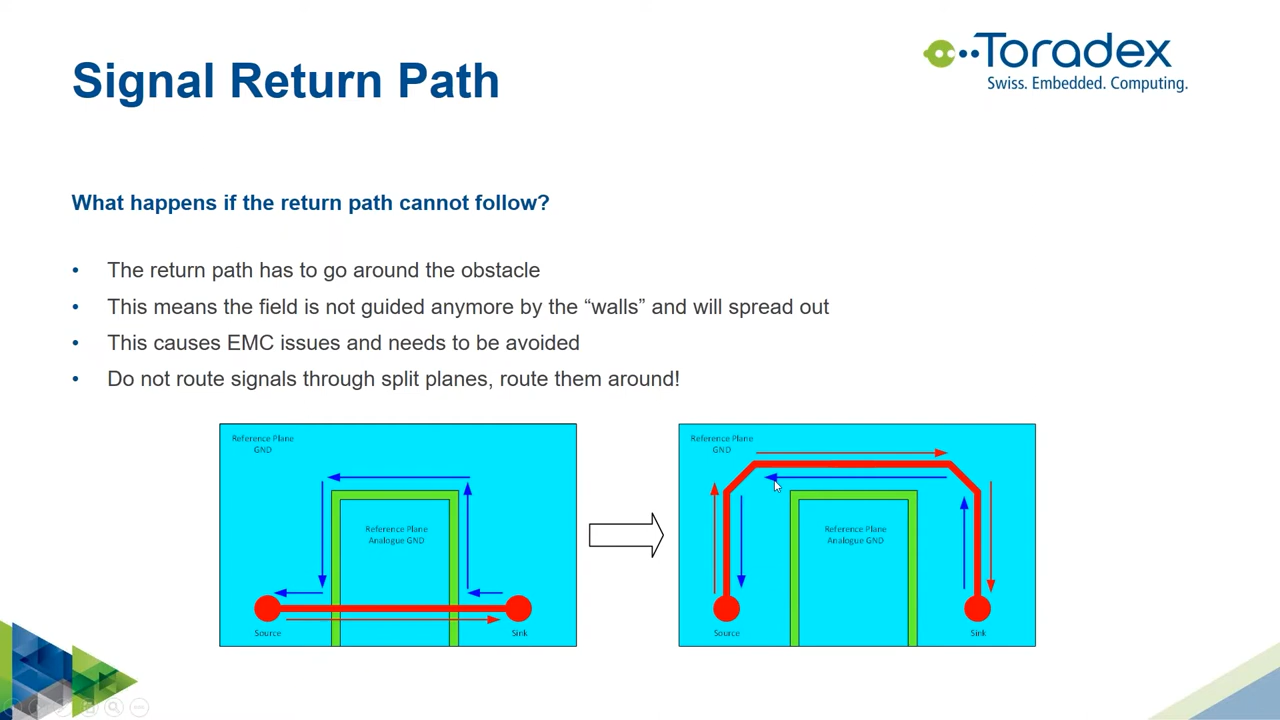 Signal Return Path
Toradex
Swiss. Embedded. Computing.
What happens if the return path cannot follow?
• The return path has to go around the obstacle
• This means the field is not guided anymore by the “walls” and will spread out
• This causes EMC issues and needs to be avoided
• Do not route signals through split planes, route them around!
Reference Plane
GND
Reference Plane
Analogue GND
Source
Sink
Reference Plane
GND
Reference Plane
Analogue GND
Source
Sink